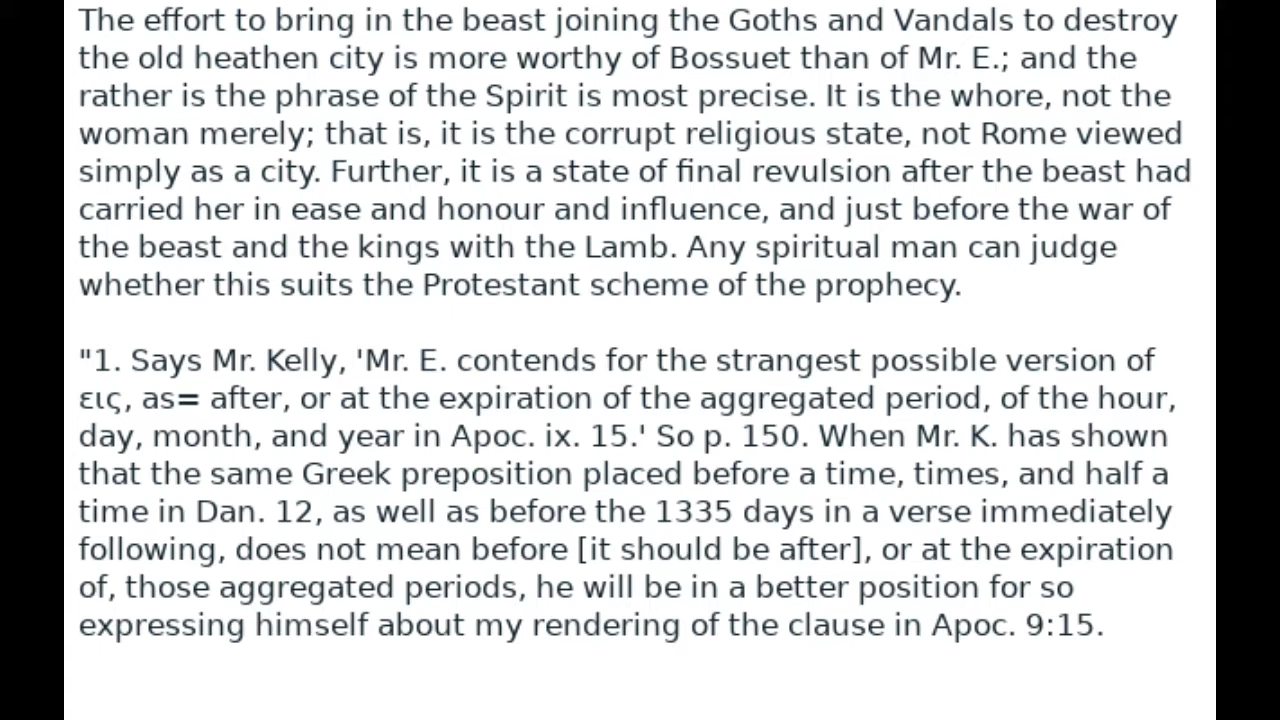 The effort to bring in the beast joining the Goths and Vandals to destroy
the old heathen city is more worthy of Bossuet than of Mr. E.; and the
rather is the phrase of the Spirit is most precise. It is the whore, not the
woman merely; that is, it is the corrupt religious state, not Rome viewed
simply as a city. Further, it is a state of final revulsion after the beast had
carried her in ease and honour and influence, and just before the war of
the beast and the kings with the Lamb. Any spiritual man can judge
whether this suits the Protestant scheme of the prophecy.
"1. Says Mr. Kelly, 'Mr. E. contends for the strangest possible version of
εις, as= after, or at the expiration of the aggregated period, of the hour,
day, month, and year in Apoc. ix. 15.' So p. 150. When Mr. K. has shown
that the same Greek preposition placed before a time, times, and half a
time in Dan. 12, as well as before the 1335 days in a verse immediately
following, does not mean before [it should be after], or at the expiration
of, those aggregated periods, he will be in a better position for so
expressing himself about my rendering of the clause in Apoc. 9:15.